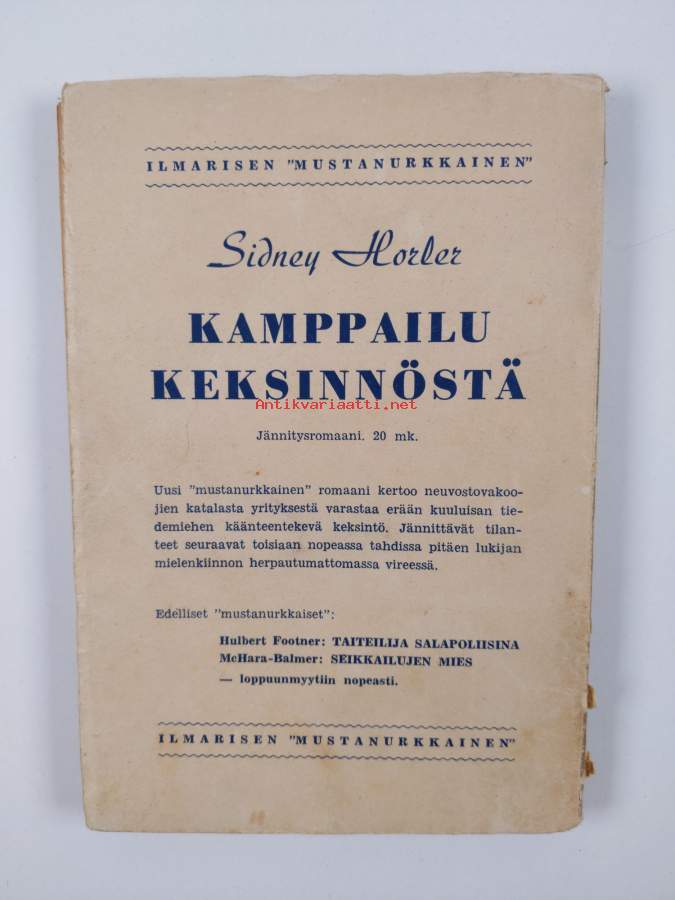 ILMARISEN "MUSTANURKKAINEN"
Sidney Horler
KAMPPAILU
KEKSINNÖSTÄ
Antikvariaatti.net
Jännitysromaani. 20 mk.
Uusi "mustanurkkainen" romaani kertoo neuvostovakoo-
jien katalasta yrityksestä varastaa erään kuuluisan tie-
demiehen käänteentekevä keksintö. Jännittävät tilan-
teet seuraavat toisiaan nopeassa tahdissa pitäen lukijan
mielenkiinnon herpautumattomassa vireessä.
Edelliset "mustanurkkaiset":
Hulbert Footner: TAITEILIJA SALAPOLIISINA
McHara-Balmer: SEIKKAILUJEN MIES
— loppuunmyytiin nopeasti.
ILMARISEN "MUSTANURKKAINEN"